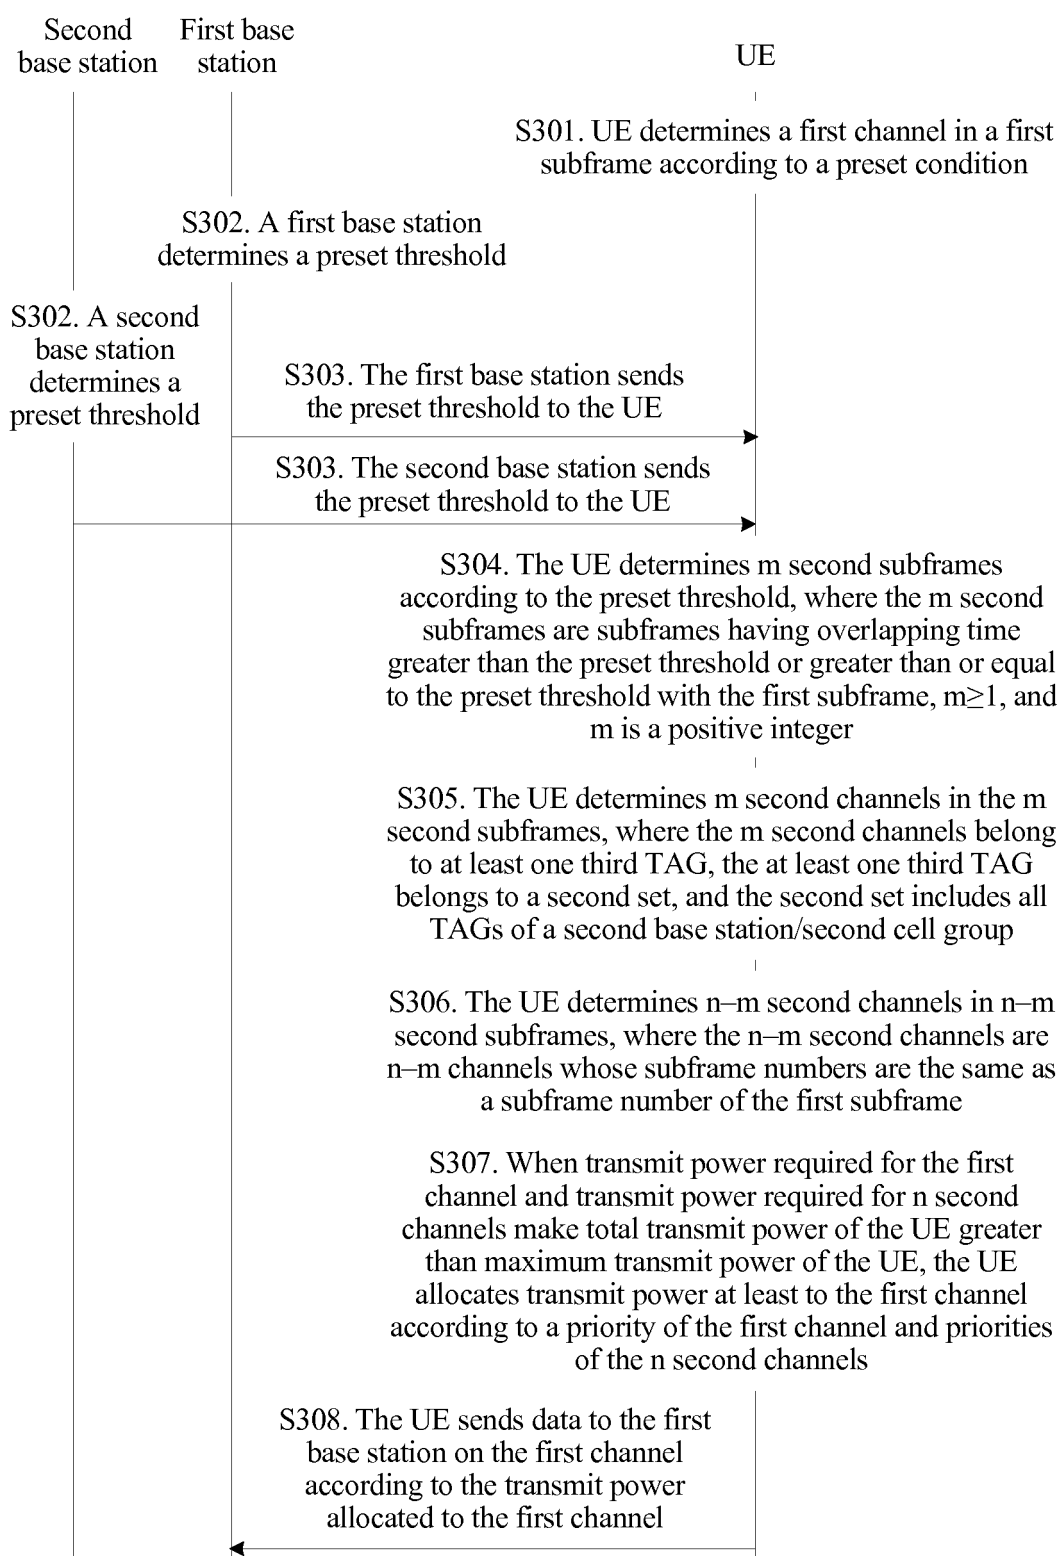 Second
base station
First base
station
UE
S301. UE determines a first channel in a first
subframe according to a preset condition
S302. A first base station
determines a preset threshold
S302. A second
base station
determines a
preset threshold
S303. The first base station sends
the preset threshold to the UE
S303. The second base station sends
the preset threshold to the UE
S304. The UE determines m second subframes
according to the preset threshold, where the m second
subframes are subframes having overlapping time
greater than the preset threshold or greater than or equal
to the preset threshold with the first subframe, m≥1, and
m is a positive integer
S305. The UE determines m second channels in the m
second subframes, where the m second channels belong
to at least one third TAG, the at least one third TAG
belongs to a second set, and the second set includes all
TAGs of a second base station/second cell group
S306. The UE determines n–m second channels in n–m
second subframes, where the n–m second channels are
n–m channels whose subframe numbers are the same as
a subframe number of the first subframe
S307. When transmit power required for the first
channel and transmit power required for n second
channels make total transmit power of the UE greater
than maximum transmit power of the UE, the UE
allocates transmit power at least to the first channel
according to a priority of the first channel and priorities
of the n second channels
S308. The UE sends data to the first
base station on the first channel
according to the transmit power
allocated to the first channel